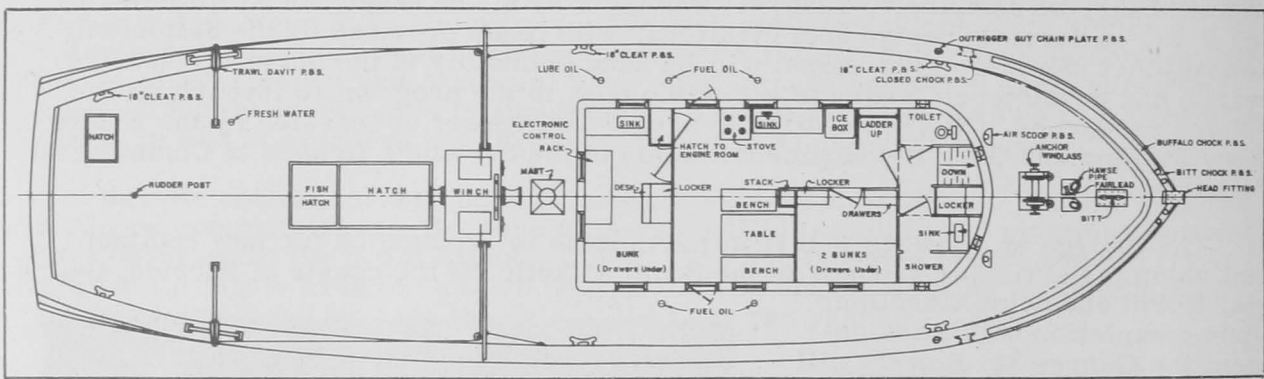 OUTRIGGER GUY CHAIN PLATE P.&S.
18" CLEAT P.&S.
CLOSED CHOCK P.&S.
18" CLEAT P.&S.
LUBE OIL
FUEL OIL
TRAWL DAVIT P.&S.
18" CLEAT P.&S.
FRESH WATER
HATCH
RUDDER POST
FISH
HATCH
HATCH
WINCH
MAST
ELECTRONIC
CONTROL
RACK
SINK
HATCH TO
ENGINE ROOM
STOVE
SINK
ICE
BOX
LADDER
UP
TOILET
AIR SCOOP P.&S.
ANCHOR
WINDLASS
BUFFALO CHOCK P.&S.
BITT CHOCK P.&S.
HEAD FITTING
HAWSE
PIPE
FAIRLEAD
BITT
DOWN
LOCKER
SINK
SHOWER
DESK
LOCKER
STACK
LOCKER
BENCH
DRAWERS
TABLE
BENCH
BUNK
(Drawers Under)
2 BUNKS
(Drawers Under)
FUEL OIL